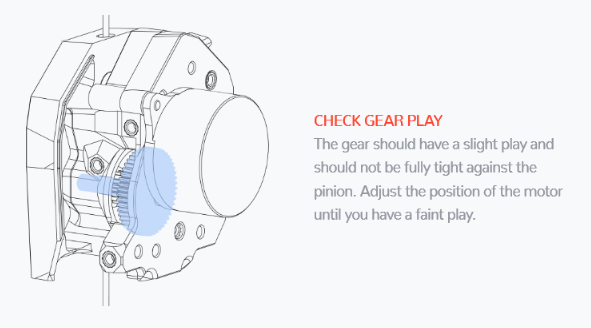 CHECK GEAR PLAY
The gear should have a slight play and
should not be fully tight against the
pinion. Adjust the position of the motor
until you have a faint play.